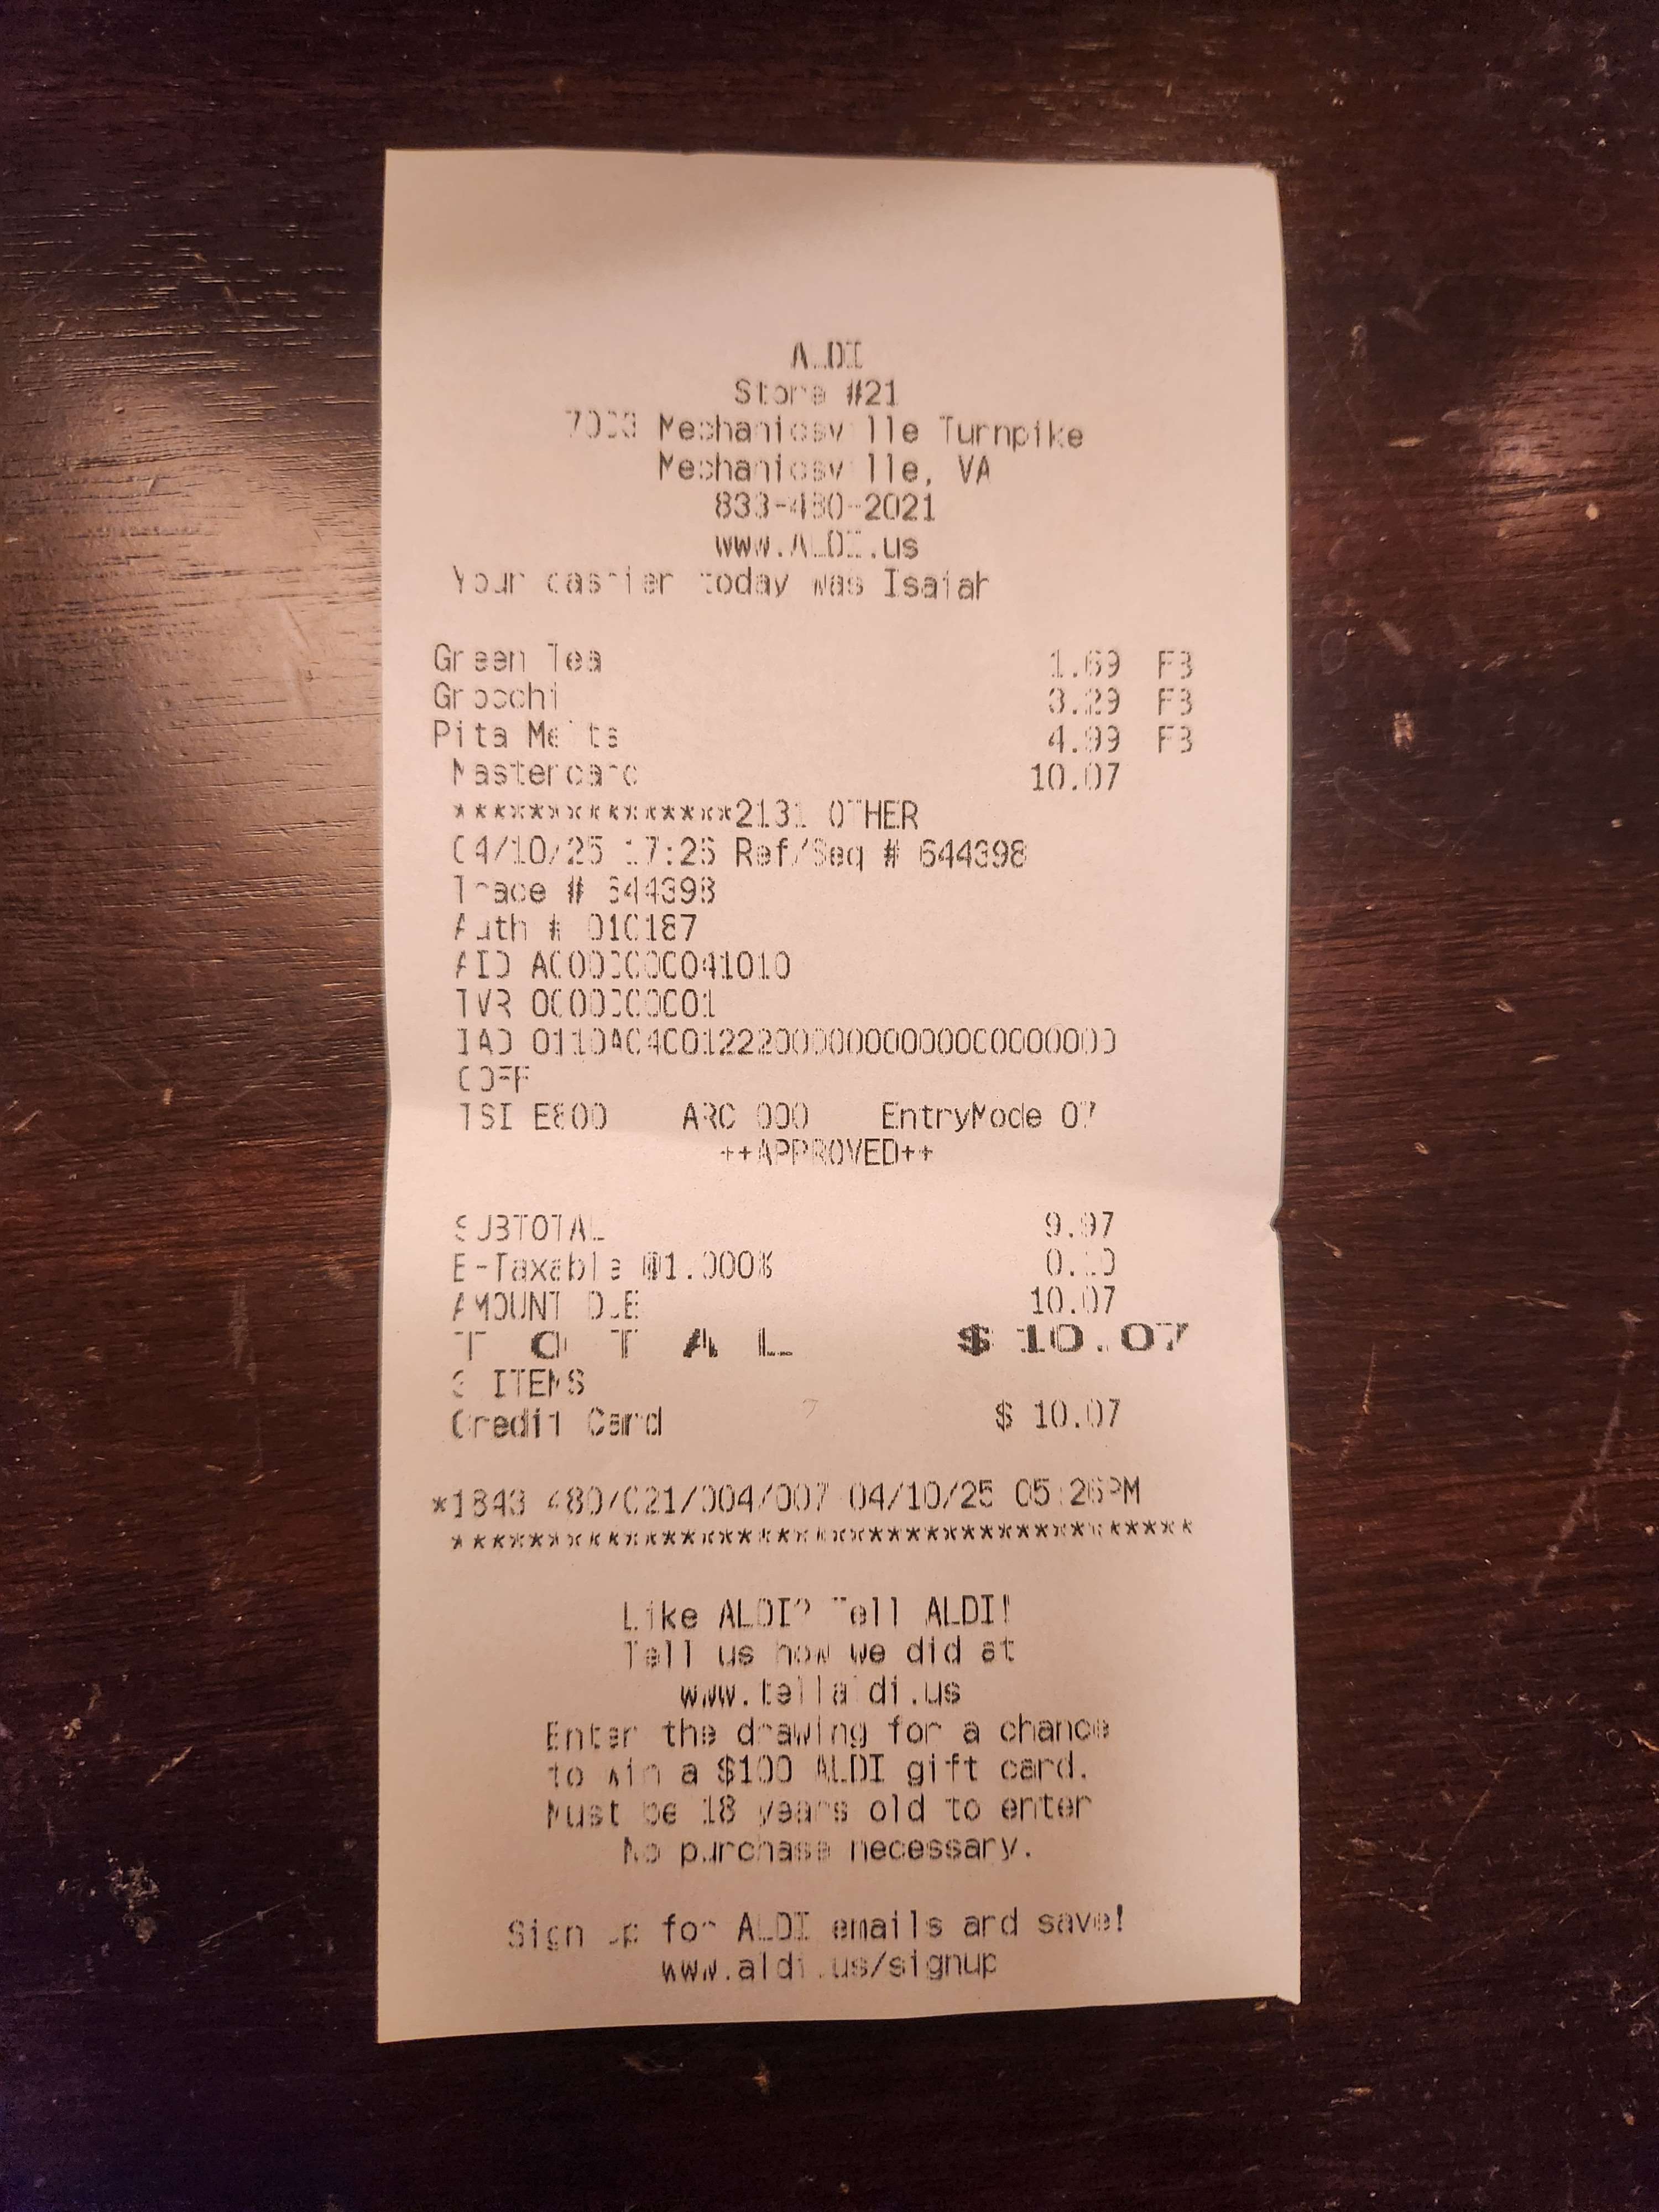 ALDI
Store #21
Mechanicsville Turnpike
Mechanicsville, VA
833-430-2021
www.ALDI.us
Your cashier today was Isaiah
Green Tea 1.69 FB
Gnocchi 3.29 FB
Pita Melts 4.99 FB
Mastercard 10.07
***************2131 OTHER
04/10/25 17:26 Ref/Seq # 644398
Trace # 644398
Auth # 010187
AID A0000000041010
TVR 0000000001
IAD
TSI E800 ARC 000 EntryMode 07
++APPROVED++
SUBTOTAL 9.97
B-Taxable @1.000% 0.10
AMOUNT DUE 10.07
T O T A L $ 10.07
3 ITEMS
Credit Card $ 10.07
*1843 480/021/004/007 04/10/25 05:26PM
***************************************
Like ALDI? Tell ALDI!
Tell us how we did at
www.tellaldi.us
Enter the drawing for a chance
to win a $100 ALDI gift card.
Must be 18 years old to enter
No purchase necessary.
Sign up for ALDI emails and save!
www.aldi.us/signup